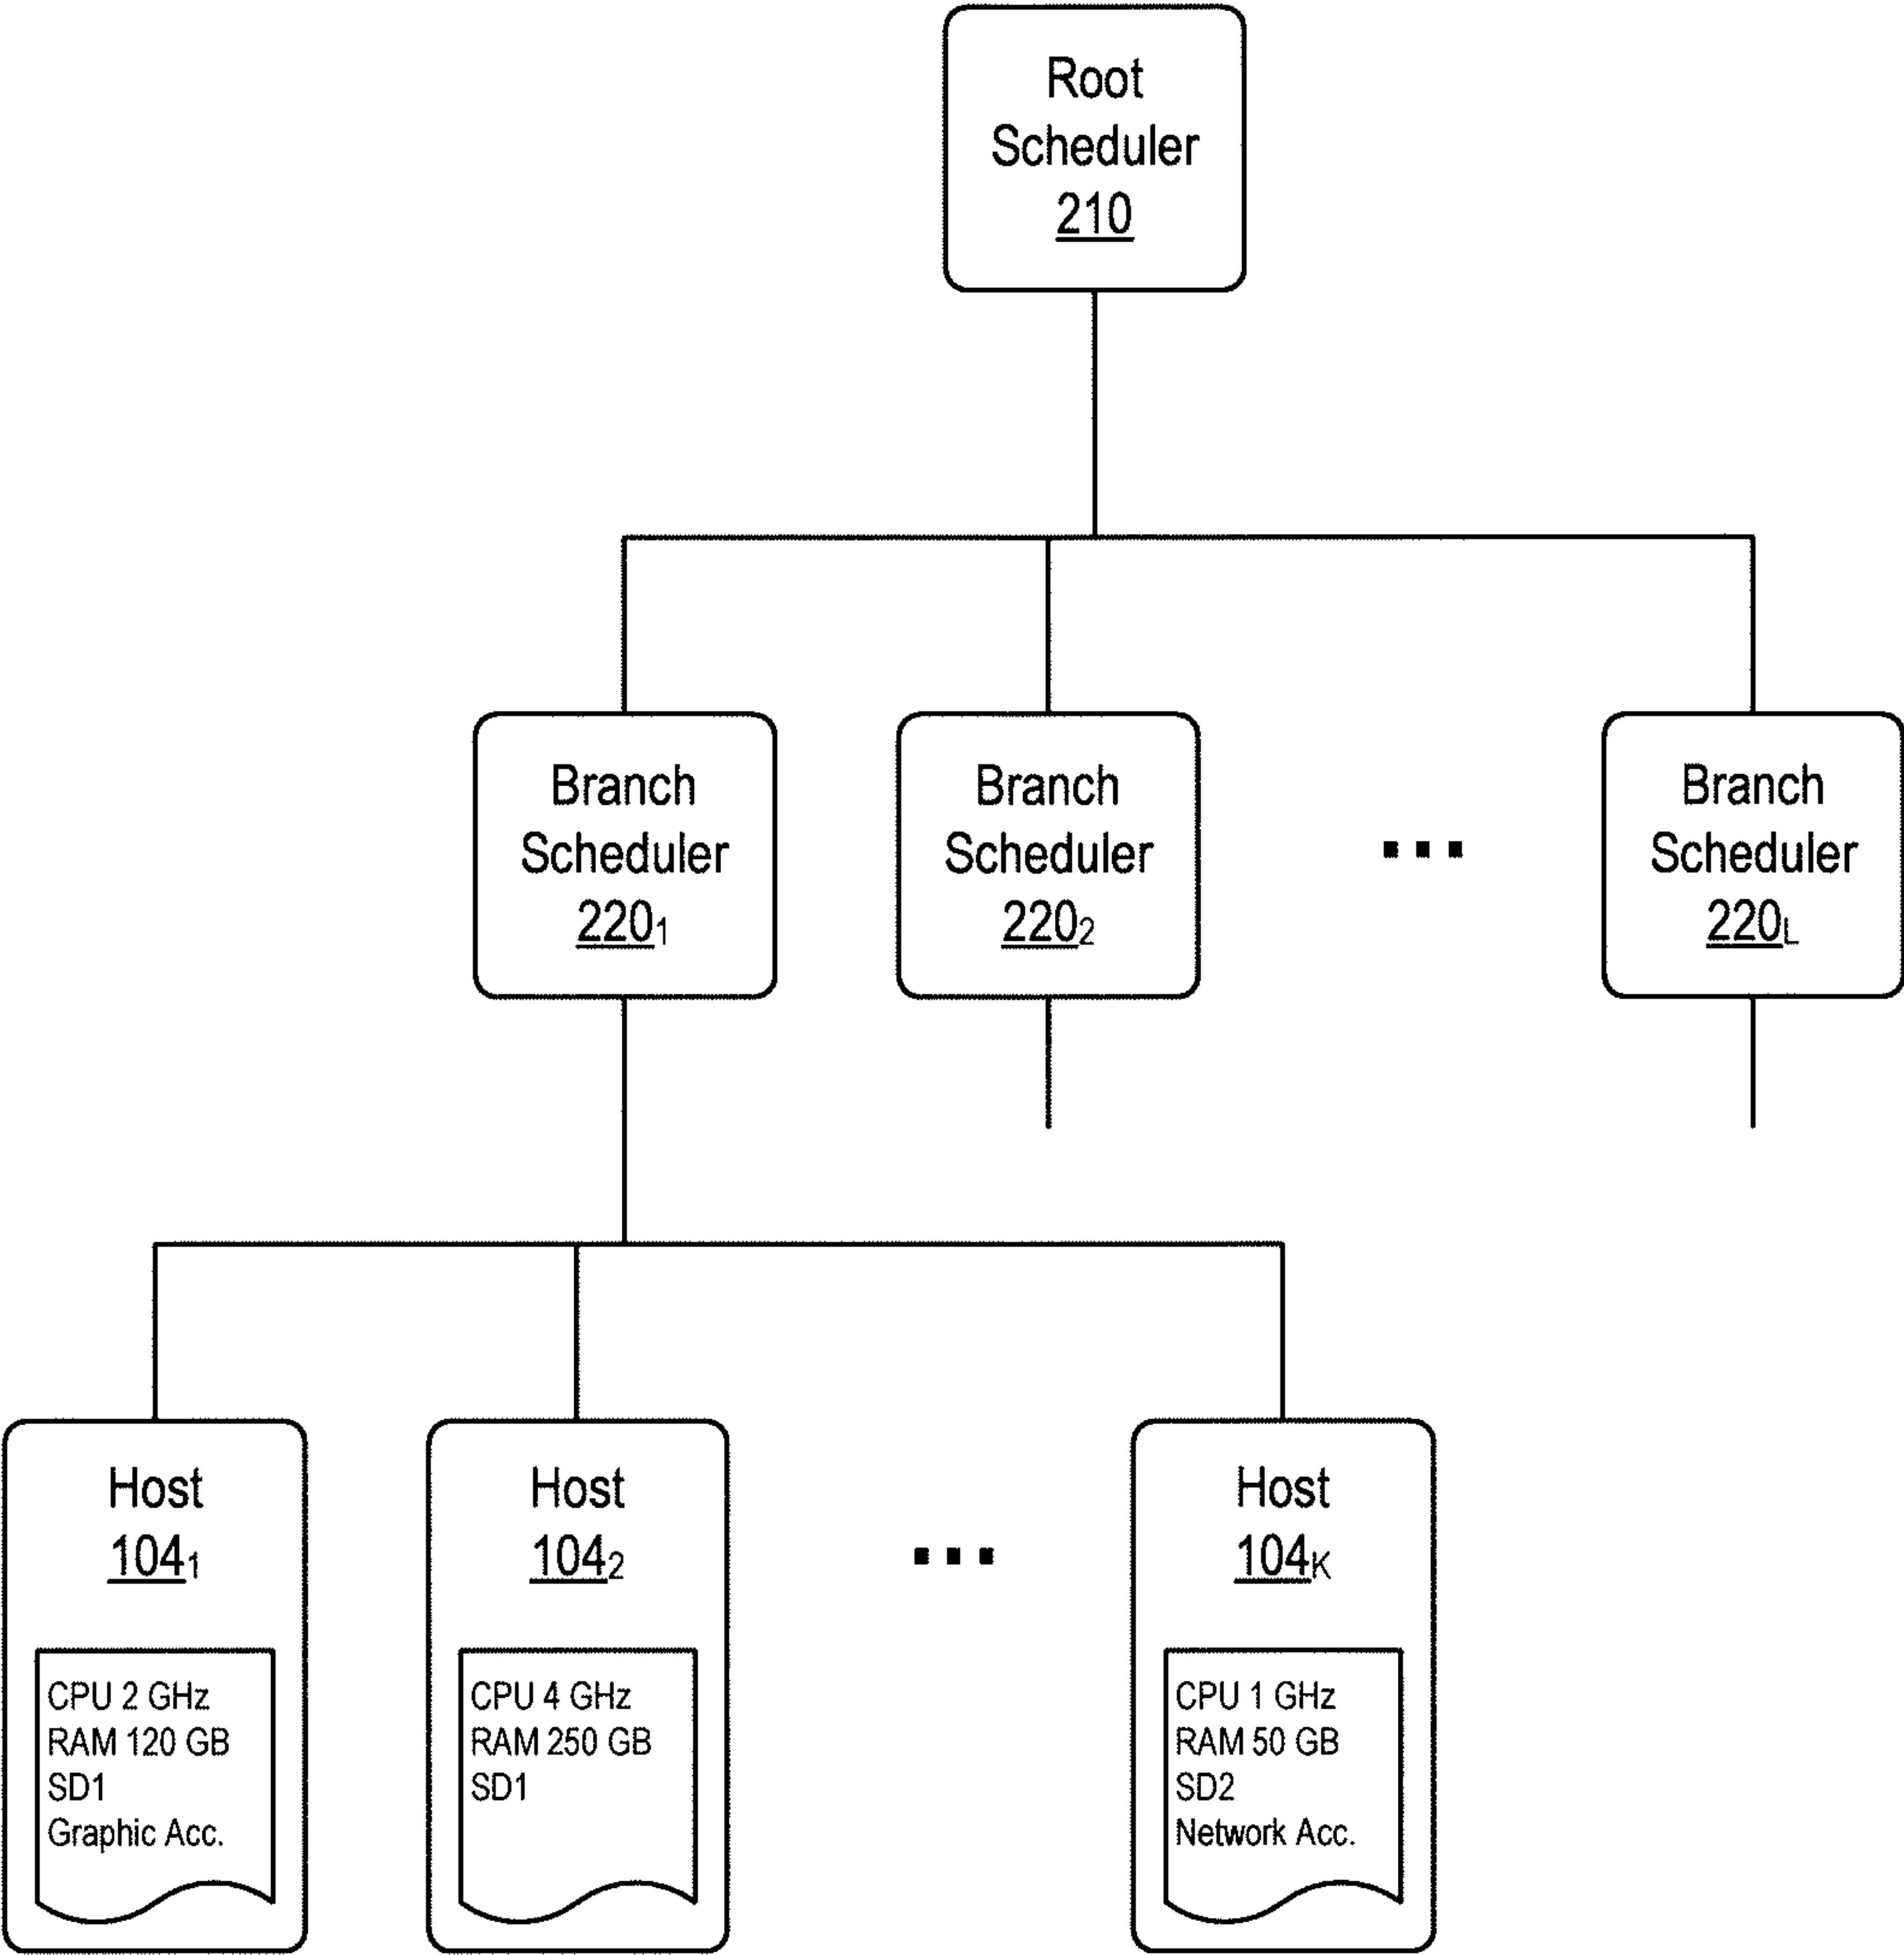 Root
Scheduler
210
Branch
Scheduler
220₁
Branch
Scheduler
220₂
...
Branch
Scheduler
220L
Host
104₁
CPU 2 GHz
RAM 120 GB
SD1
Graphic Acc.
Host
104₂
CPU 4 GHz
RAM 250 GB
SD1
...
Host
104K
CPU 1 GHz
RAM 50 GB
SD2
Network Acc.